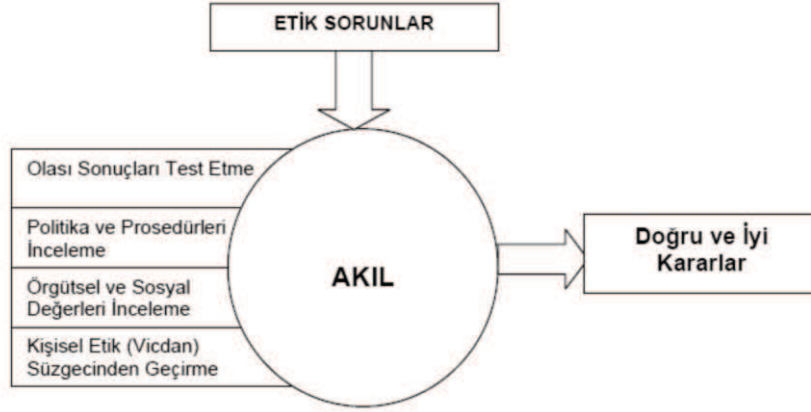 ETİK SORUNLAR
Olası Sonuçları Test Etme
Politika ve Prosedürleri
İnceleme
Örgütsel ve Sosyal
Değerleri İnceleme
Kişisel Etik (Vicdan)
Süzgecinden Geçirme
AKIL
Doğru ve İyi
Kararlar